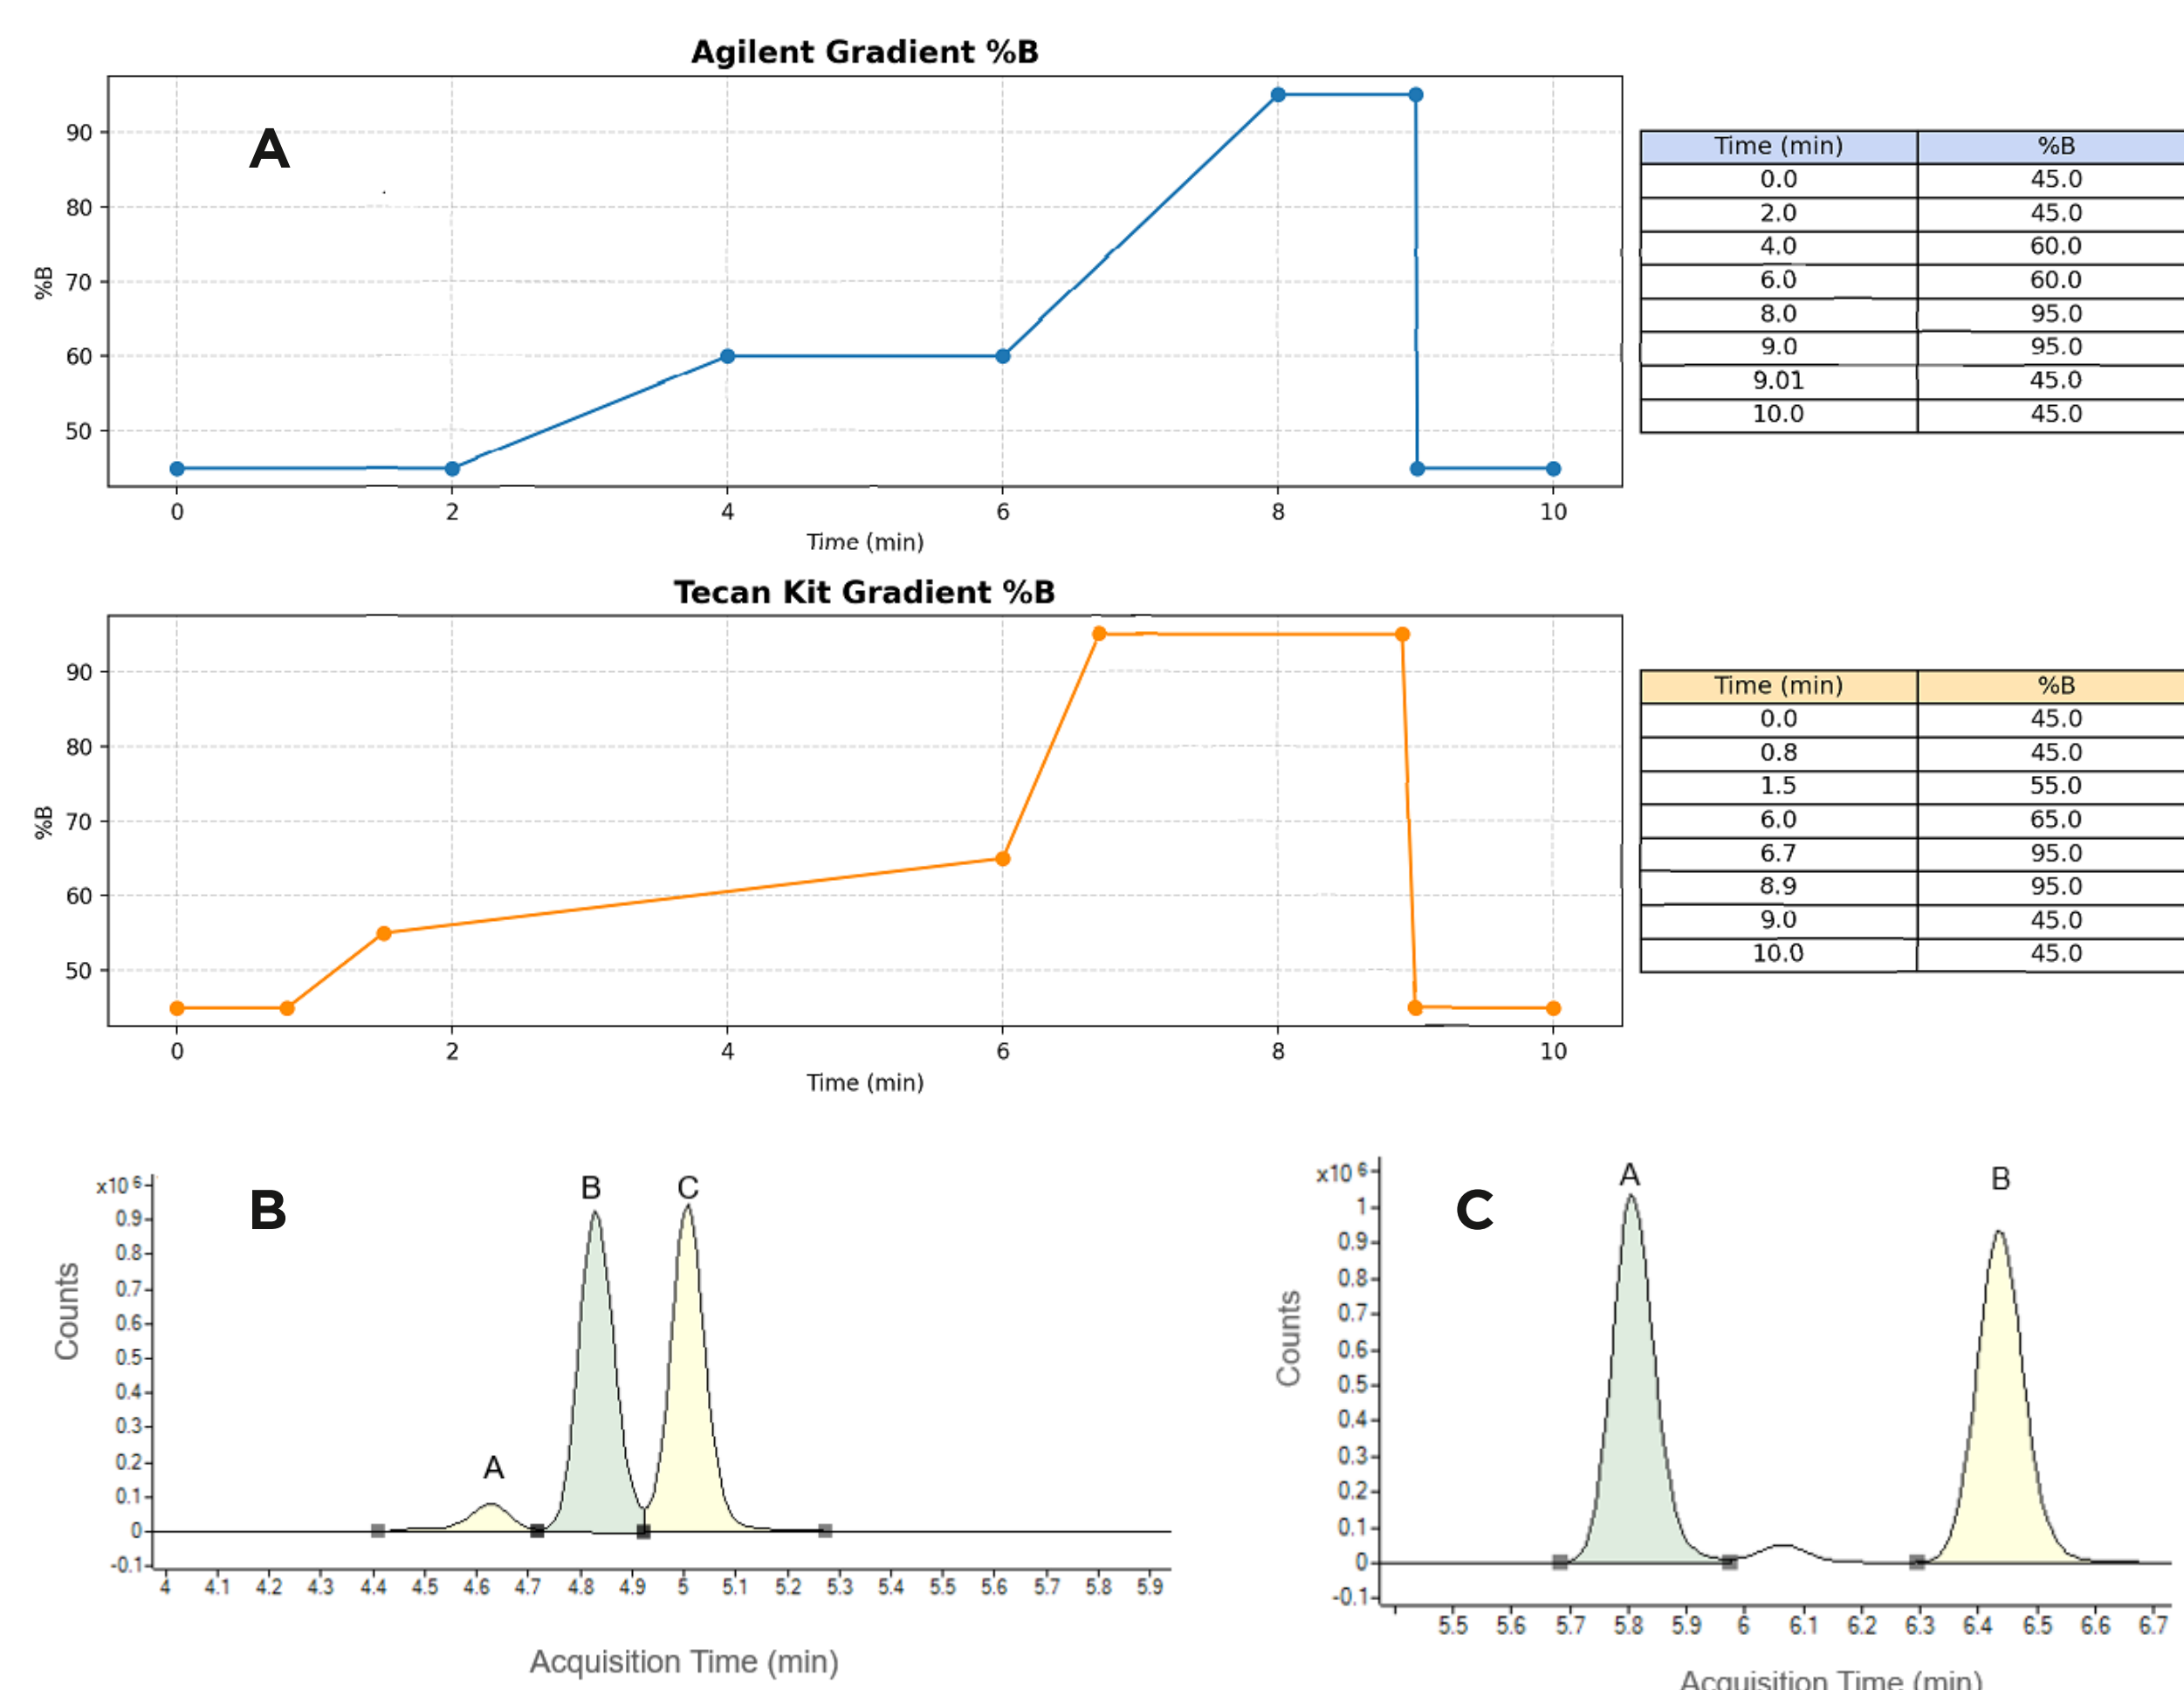 Agilent Gradient %B
A
90
80
70
60
50
%B
0 2 4 6 8 10
Time (min)
Time (min) %B
0.0 45.0
2.0 45.0
4.0 60.0
6.0 60.0
8.0 95.0
9.0 95.0
9.01 45.0
10.0 45.0
Tecan Kit Gradient %B
90
80
70
60
50
%B
0 2 4 6 8 10
Time (min)
Time (min) %B
0.0 45.0
0.8 45.0
1.5 55.0
6.0 65.0
6.7 95.0
8.9 95.0
9.0 45.0
10.0 45.0
B
x10 6
0.9
0.8
0.7
0.6
0.5
0.4
0.3
0.2
0.1
0
-0.1
Counts
A
B
C
4 4.1 4.2 4.3 4.4 4.5 4.6 4.7 4.8 4.9 5 5.1 5.2 5.3 5.4 5.5 5.6 5.7 5.8 5.9
Acquisition Time (min)
C
x10 6
1
0.9
0.8
0.7
0.6
0.5
0.4
0.3
0.2
0.1
0
-0.1
Counts
A
B
5.5 5.6 5.7 5.8 5.9 6 6.1 6.2 6.3 6.4 6.5 6.6 6.7
Acquisition Time (min)